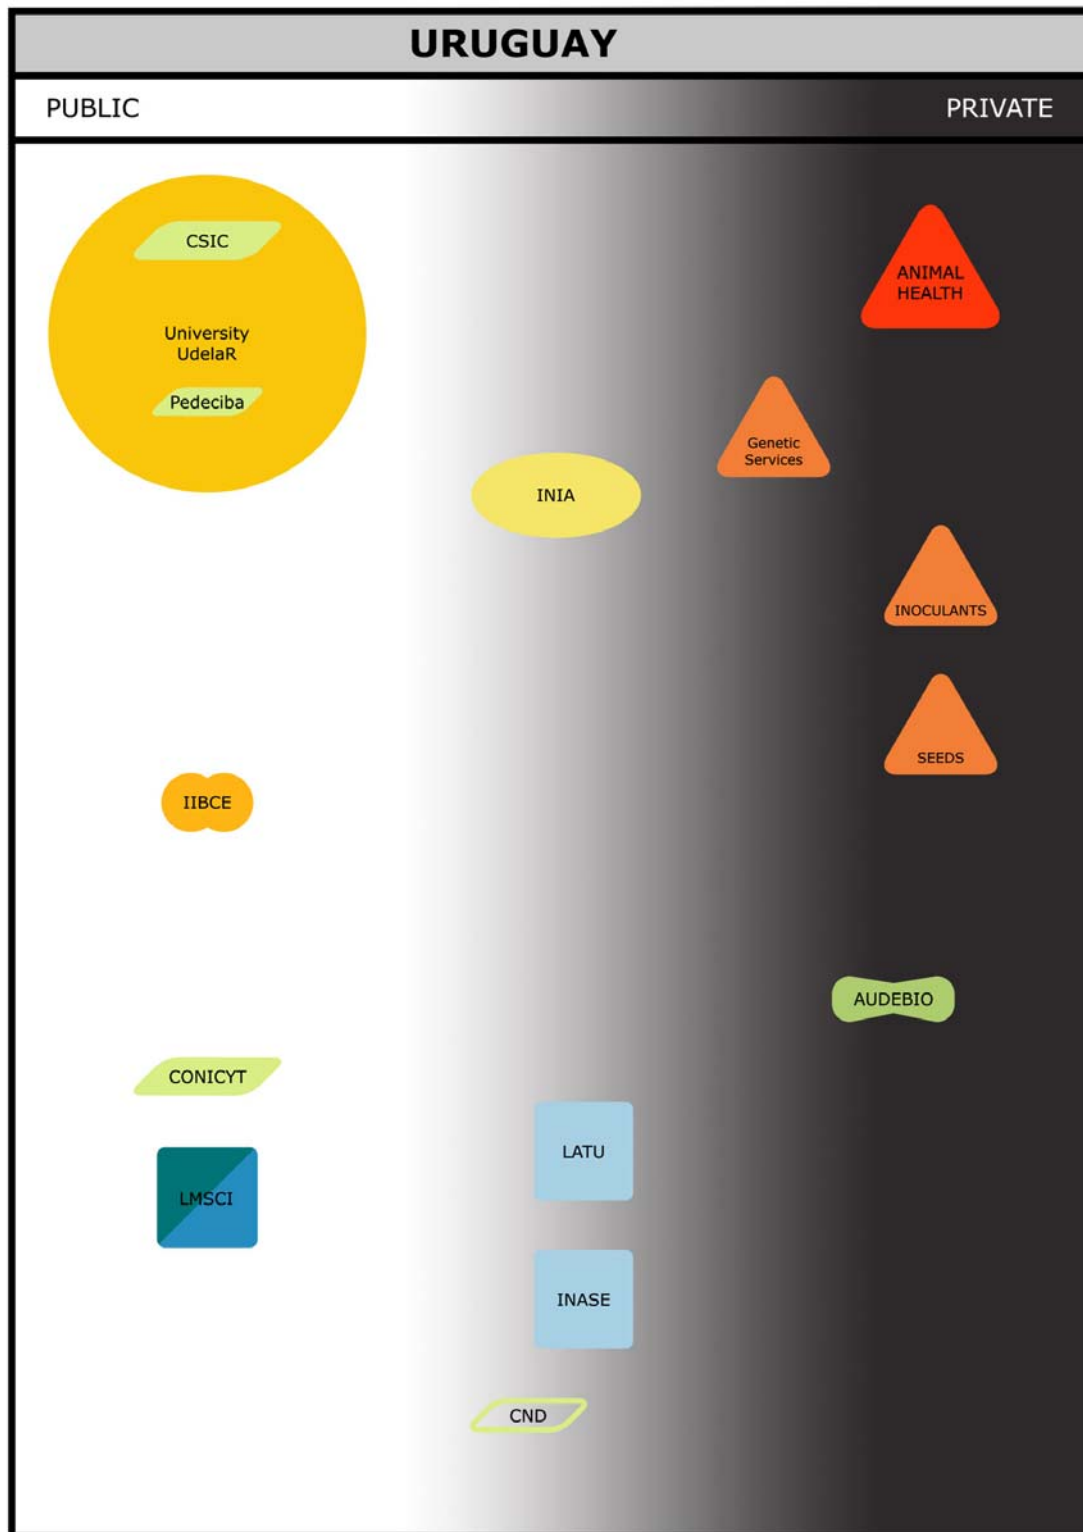 URUGUAY
PUBLIC
PRIVATE
CSIC
University
UdelaR
Pedeciba
ANIMAL
HEALTH
Genetic
Services
INIA
INOCULANTS
SEEDS
IIBCE
AUDEBIO
CONICYT
LATU
LMSCI
INASE
CND